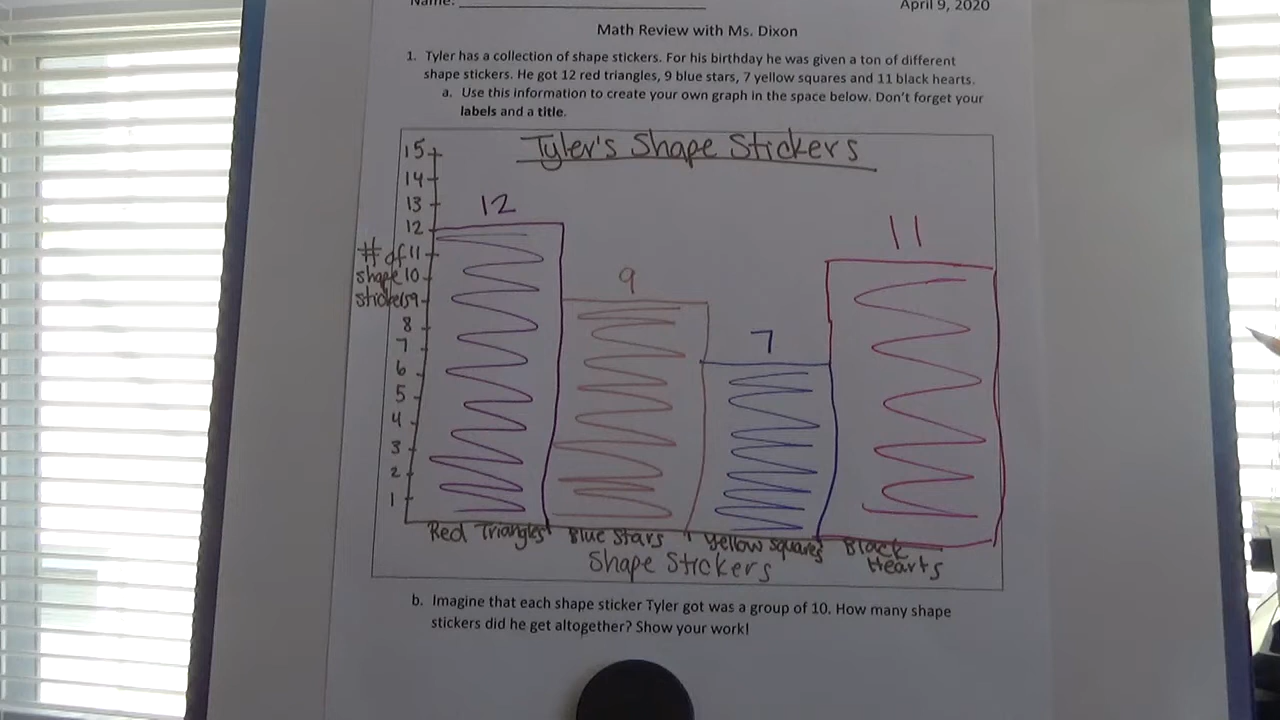 Name:
April 9, 2020
Math Review with Ms. Dixon
1. Tyler has a collection of shape stickers. For his birthday he was given a ton of different
shape stickers. He got 12 red triangles, 9 blue stars, 7 yellow squares and 11 black hearts.
a. Use this information to create your own graph in the space below. Don't forget your
labels and a title.
Tyler's Shape Stickers
15
14
13
12
11
10
9
8
7
6
5
4
3
2
1
# of
shape
stickers
12
9
7
11
Red Triangles
Blue Stars
Yellow Squares
Black
Hearts
Shape Stickers
b. Imagine that each shape sticker Tyler got was a group of 10. How many shape
stickers did he get altogether? Show your work!